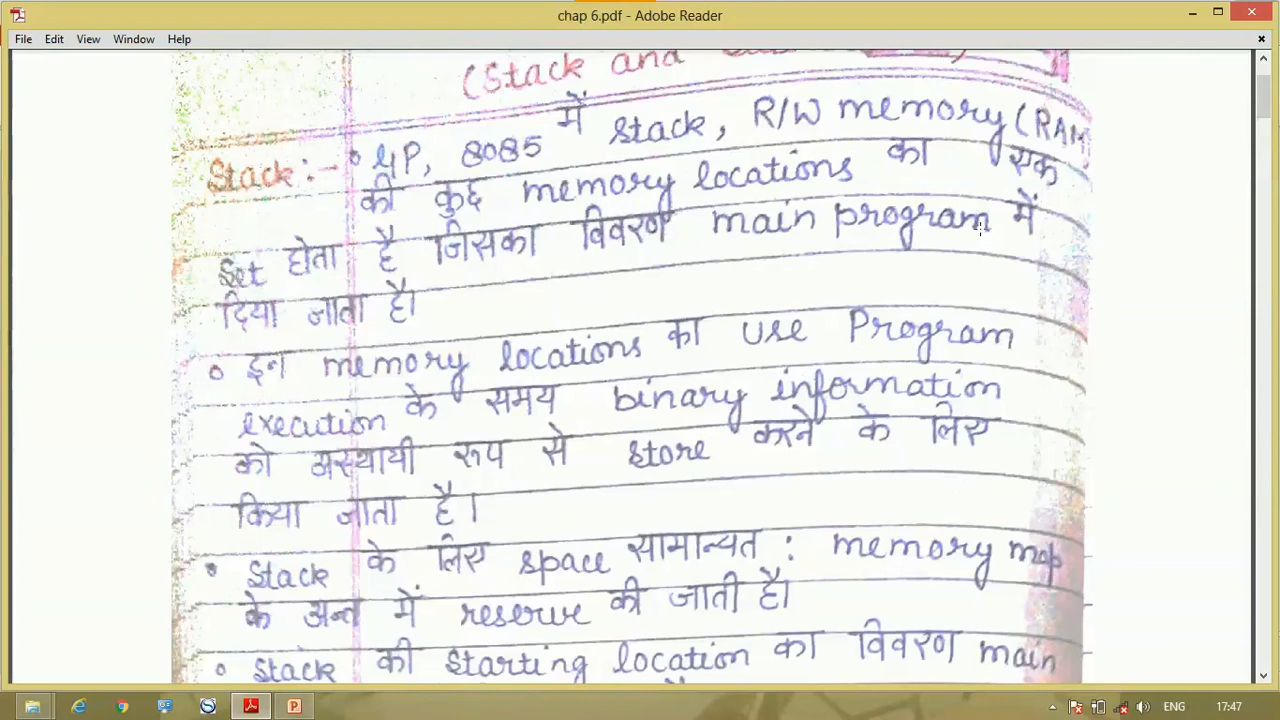 chap 6.pdf - Adobe Reader
File Edit View Window Help
(Stack and
Stack :- • μP, 8085 में stack, R/W memory (RAM
की कुछ memory locations का एक
Set होता है जिसका विवरण main program में
दिया जाता है।
० इन memory locations का use Program
execution के समय binary information
को अस्थायी रूप से store करने के लिए
किया जाता है।
• Stack के लिए space सामान्यत : memory map
के अन्त में reserve की जाती है।
० Stack की starting location का विवरण main
ENG 17:47